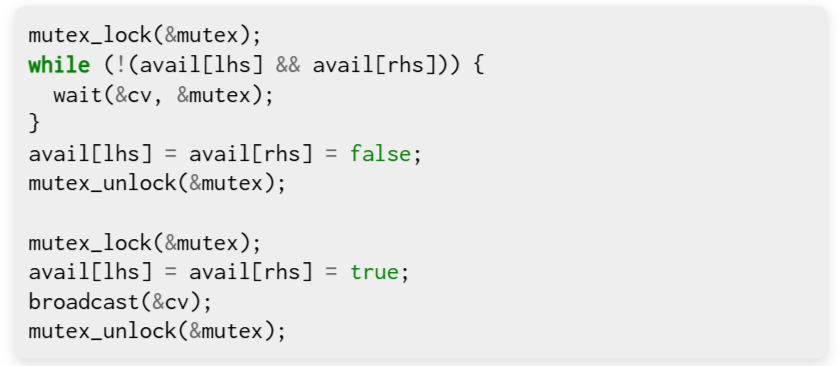 mutex_lock(&mutex);
while (!(avail[lhs] && avail[rhs])) {
  wait(&cv, &mutex);
}
avail[lhs] = avail[rhs] = false;
mutex_unlock(&mutex);

mutex_lock(&mutex);
avail[lhs] = avail[rhs] = true;
broadcast(&cv);
mutex_unlock(&mutex);